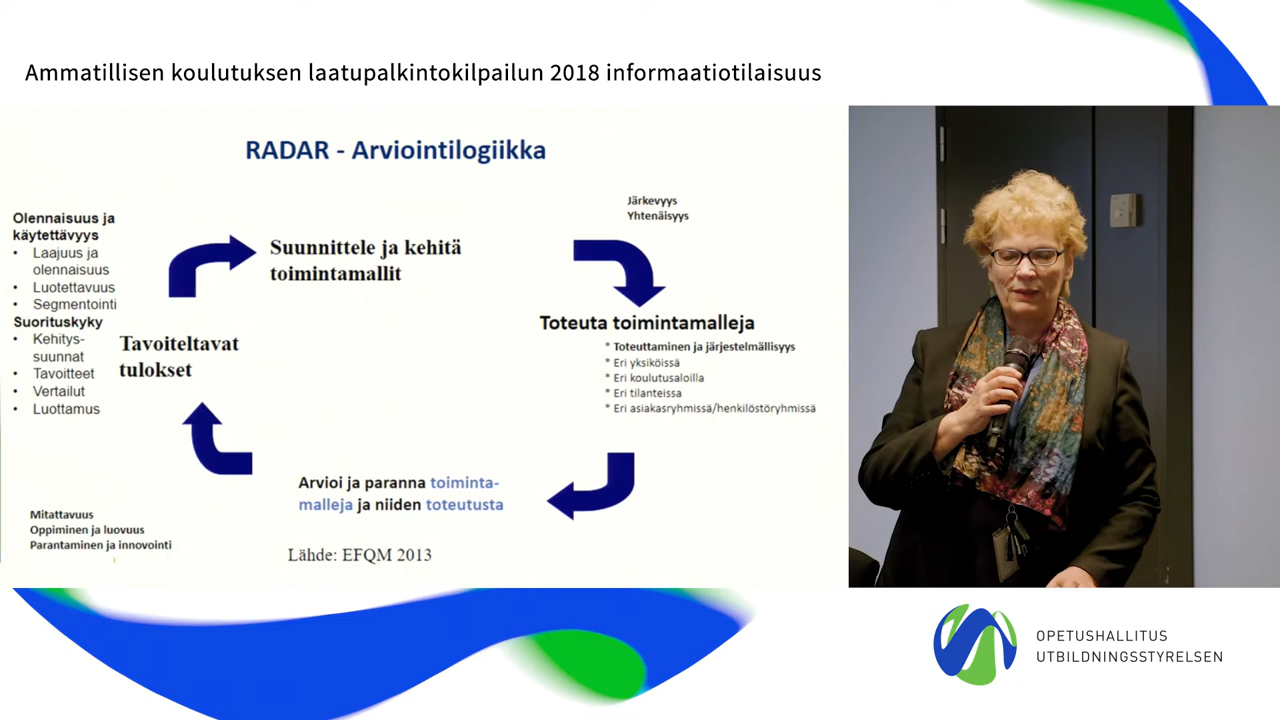 Ammatillisen koulutuksen laatupalkintokilpailun 2018 informaatiotilaisuus
RADAR - Arviointilogiikka
Olennaisuus ja
käytettävyys
• Laajuus ja
olennaisuus
• Luotettavuus
• Segmentointi
Suorituskyky
• Kehitys-
suunnat
• Tavoitteet
• Vertailut
• Luottamus
Tavoiteltavat
tulokset
Suunnittele ja kehitä
toimintamallit
Järkevyys
Yhtenäisyys
Toteuta toimintamalleja
* Toteuttaminen ja järjestelmällisyys
* Eri yksiköissä
* Eri koulutusaloilla
* Eri tilanteissa
* Eri asiakasryhmissä/henkilöstöryhmissä
Arvioi ja paranna toiminta-
malleja ja niiden toteutusta
Mitattavuus
Oppiminen ja luovuus
Parantaminen ja innovointi
Lähde: EFQM 2013
OPETUSHALLITUS
UTBILDNINGSSTYRELSEN